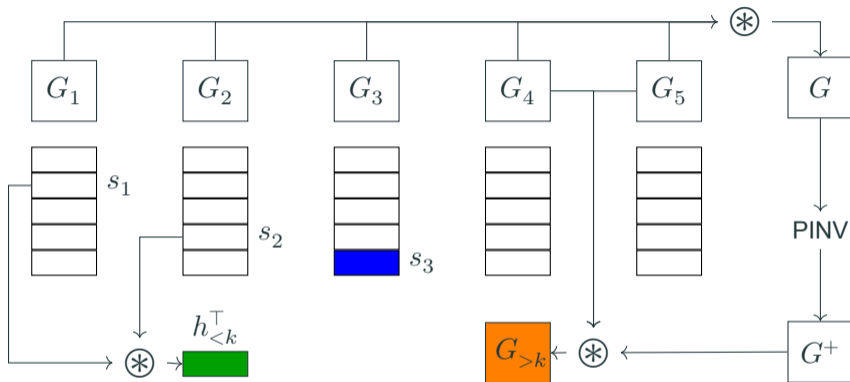 ⊛
G₁ G₂ G₃ G₄ G₅ G
s₁
s₂
PINV
s₃
h⊤<k
G>k ⊛ G⁺
⊛